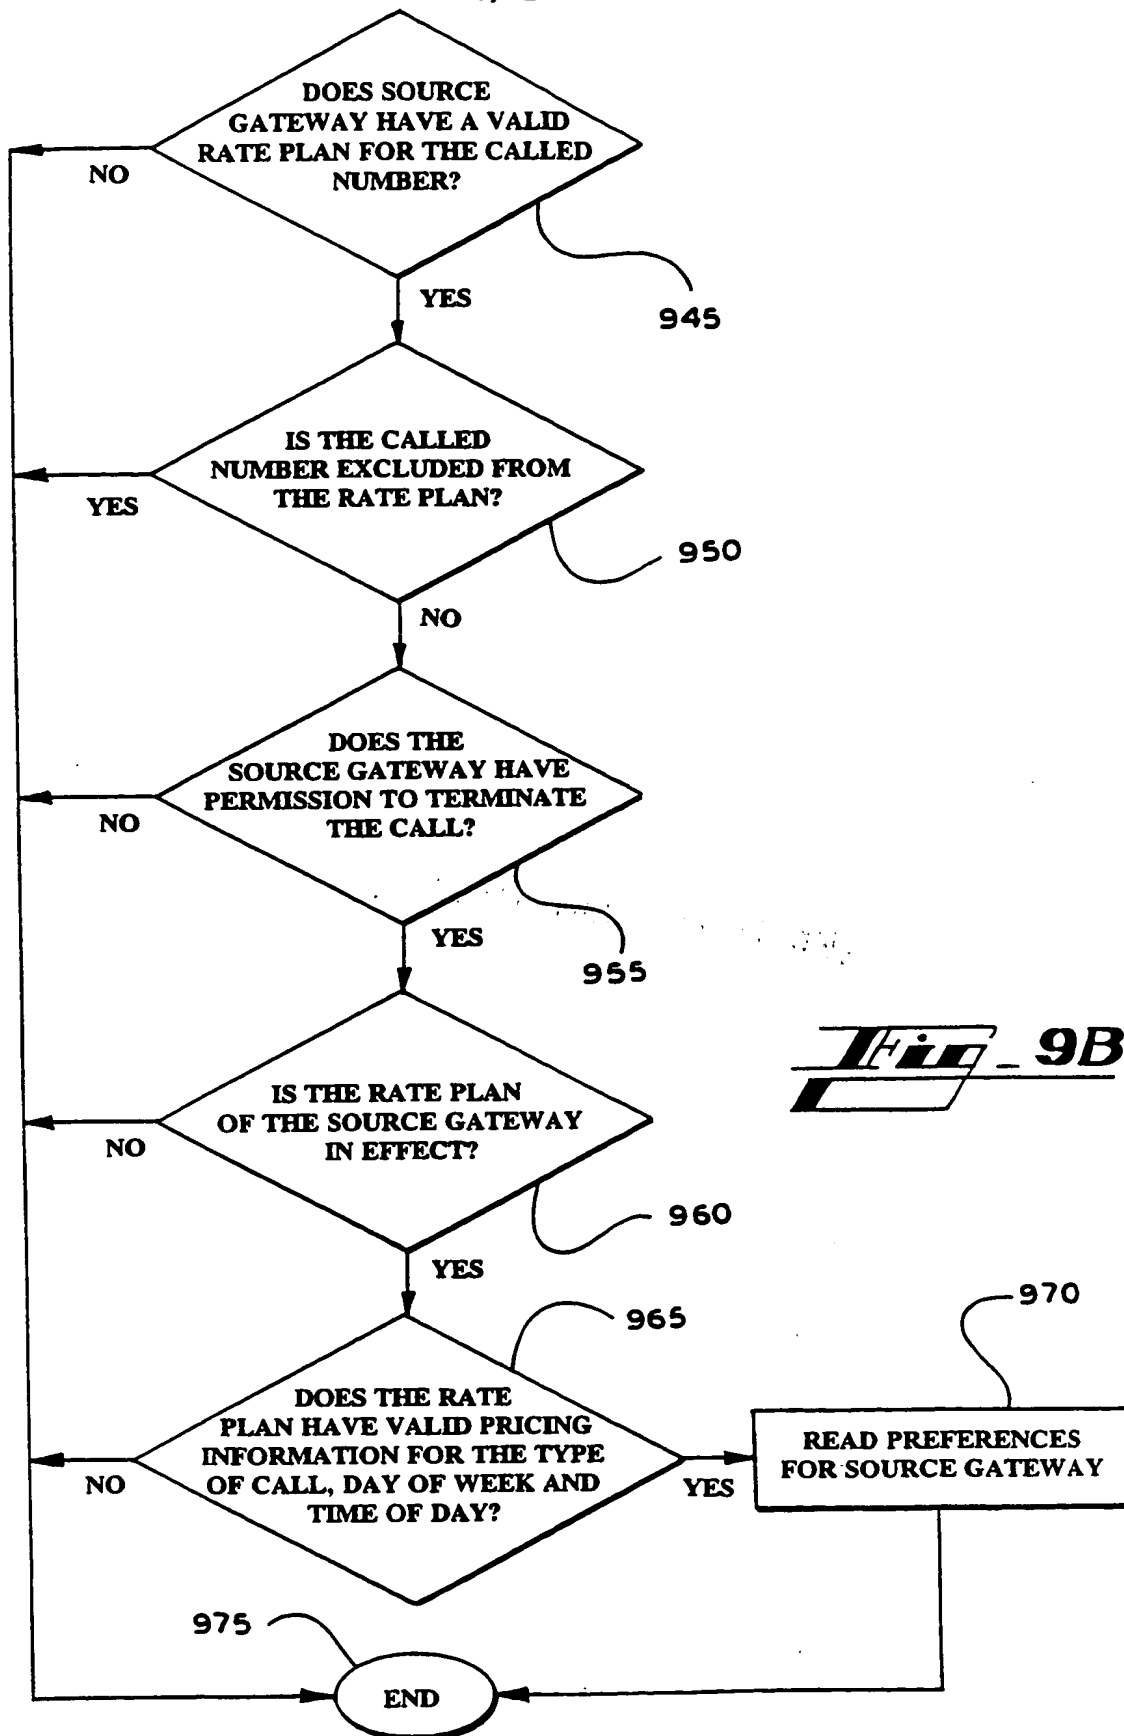 DOES SOURCE
GATEWAY HAVE A VALID
RATE PLAN FOR THE CALLED
NUMBER?
NO
YES
945
IS THE CALLED
NUMBER EXCLUDED FROM
THE RATE PLAN?
YES
950
NO
DOES THE
SOURCE GATEWAY HAVE
PERMISSION TO TERMINATE
THE CALL?
NO
YES
955
Fig_9B
IS THE RATE PLAN
OF THE SOURCE GATEWAY
IN EFFECT?
NO
960
YES
965
970
DOES THE RATE
PLAN HAVE VALID PRICING
INFORMATION FOR THE TYPE
OF CALL, DAY OF WEEK AND
TIME OF DAY?
NO
YES
READ PREFERENCES
FOR SOURCE GATEWAY
975
END